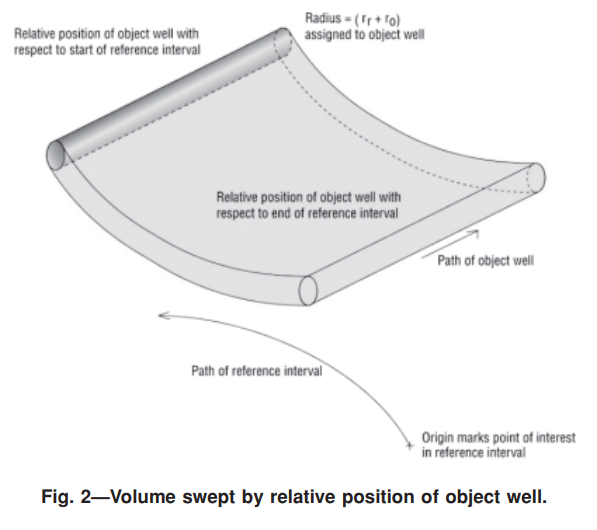 Relative position of object well with
respect to start of reference interval
Radius = (rr + ro)
assigned to object well
Relative position of object well with
respect to end of reference interval
Path of object well
Path of reference interval
Origin marks point of interest
in reference interval
Fig. 2—Volume swept by relative position of object well.